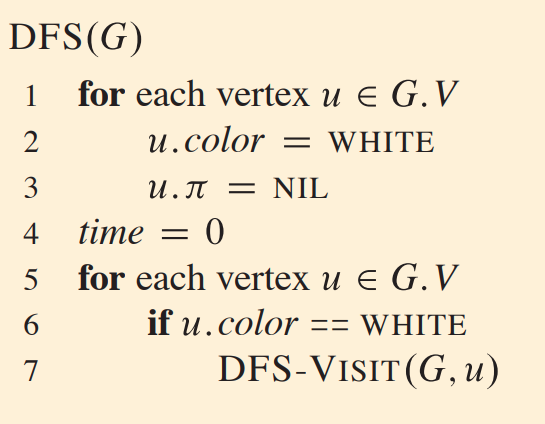 DFS(G)
1 for each vertex u ∈ G.V
2 u.color = WHITE
3 u.π = NIL
4 time = 0
5 for each vertex u ∈ G.V
6 if u.color == WHITE
7 DFS-VISIT(G, u)